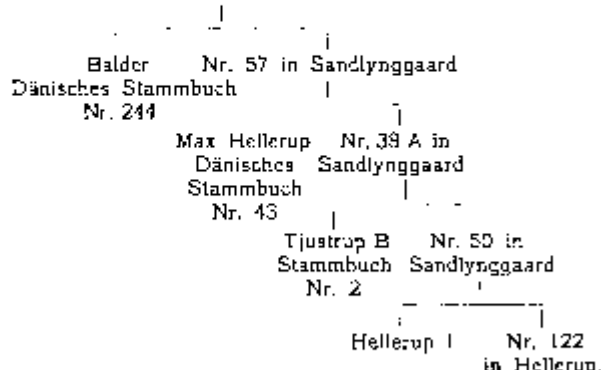 Balder Nr. 57 in Sandlynggaard
Dänisches Stammbuch
Nr. 244
Max Hellerup Nr. 39 A in
Dänisches Sandlynggaard
Stammbuch
Nr. 43
Tjustrup B Nr. 50 in
Stammbuch Sandlynggaard
Nr. 2
Hellerup I Nr. 122
in Hellerup.